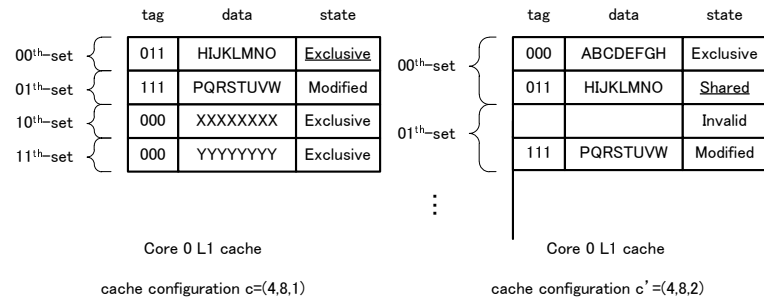 tag data state
00th-set 011 HIJKLMNO Exclusive
01th-set 111 PQRSTUVW Modified
10th-set 000 XXXXXXXX Exclusive
11th-set 000 YYYYYYYY Exclusive
Core 0 L1 cache
cache configuration c=(4,8,1)
tag data state
00th-set
000 ABCDEFGH Exclusive
011 HIJKLMNO Shared
01th-set
Invalid
111 PQRSTUVW Modified
⋮
Core 0 L1 cache
cache configuration c'=(4,8,2)